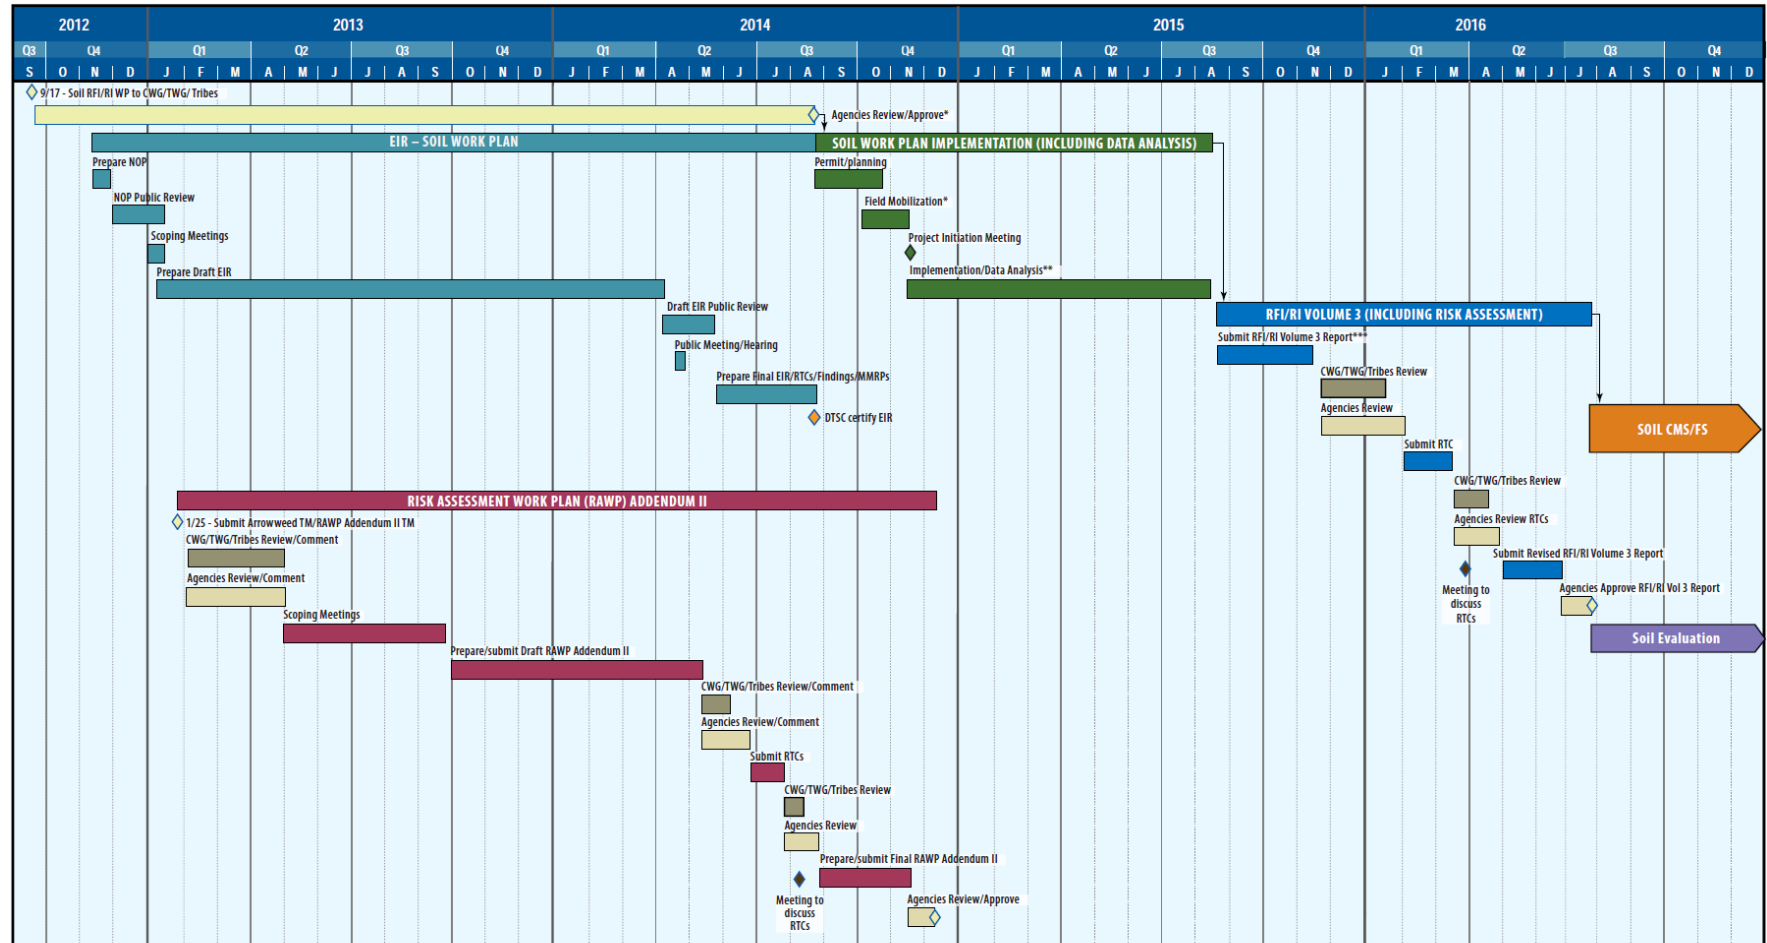 2012 2013 2014 2015 2016
Q3 Q4 Q1 Q2 Q3 Q4 Q1 Q2 Q3 Q4 Q1 Q2 Q3 Q4 Q1 Q2 Q3 Q4
S O N D J F M A M J J A S O N D J F M A M J J A S O N D J F M A M J J A S O N D J F M A M J J A S O N D
9/17 - Soil RFI/RI WP to CWG/TWG/ Tribes
Agencies Review/Approve*
EIR – SOIL WORK PLAN
SOIL WORK PLAN IMPLEMENTATION (INCLUDING DATA ANALYSIS)
Prepare NOP
Permit/planning
NOP Public Review
Field Mobilization*
Scoping Meetings
Project Initiation Meeting
Prepare Draft EIR
Implementation/Data Analysis**
Draft EIR Public Review
RFI/RI VOLUME 3 (INCLUDING RISK ASSESSMENT)
Public Meeting/Hearing
Submit RFI/RI Volume 3 Report***
Prepare Final EIR/RTCs/Findings/MMRPs
CWG/TWG/Tribes Review
DTSC certify EIR
Agencies Review
SOIL CMS/FS
Submit RTC
CWG/TWG/Tribes Review
RISK ASSESSMENT WORK PLAN (RAWP) ADDENDUM II
1/25 - Submit Arrowweed TM/RAWP Addendum II TM
Agencies Review RTCs
CWG/TWG/Tribes Review/Comment
Submit Revised RFI/RI Volume 3 Report
Agencies Review/Comment
Meeting to
discuss
RTCs
Agencies Approve RFI/RI Vol 3 Report
Scoping Meetings
Soil Evaluation
Prepare/submit Draft RAWP Addendum II
CWG/TWG/Tribes Review/Comment
Agencies Review/Comment
Submit RTCs
CWG/TWG/Tribes Review
Agencies Review
Prepare/submit Final RAWP Addendum II
Meeting to
discuss
RTCs
Agencies Review/Approve